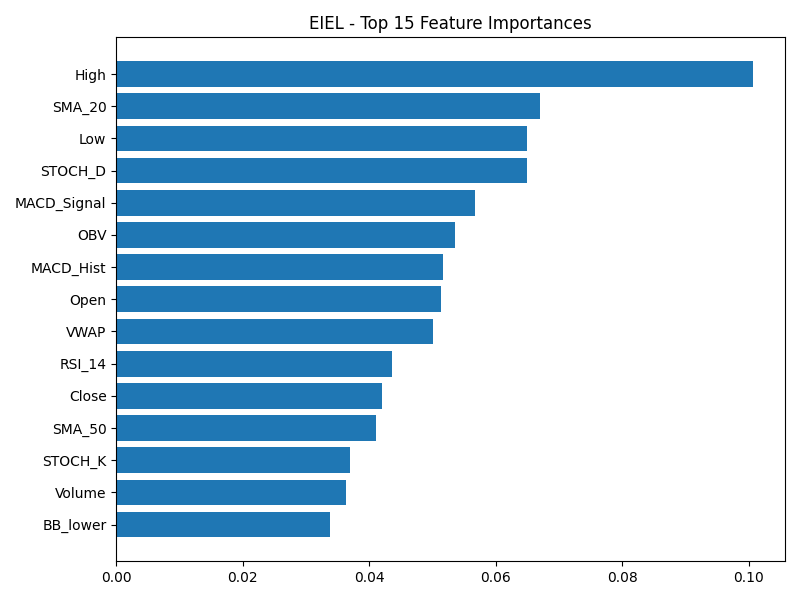 EIEL - Top 15 Feature Importances
High
SMA_20
Low
STOCH_D
MACD_Signal
OBV
MACD_Hist
Open
VWAP
RSI_14
Close
SMA_50
STOCH_K
Volume
BB_lower
0.00 0.02 0.04 0.06 0.08 0.10